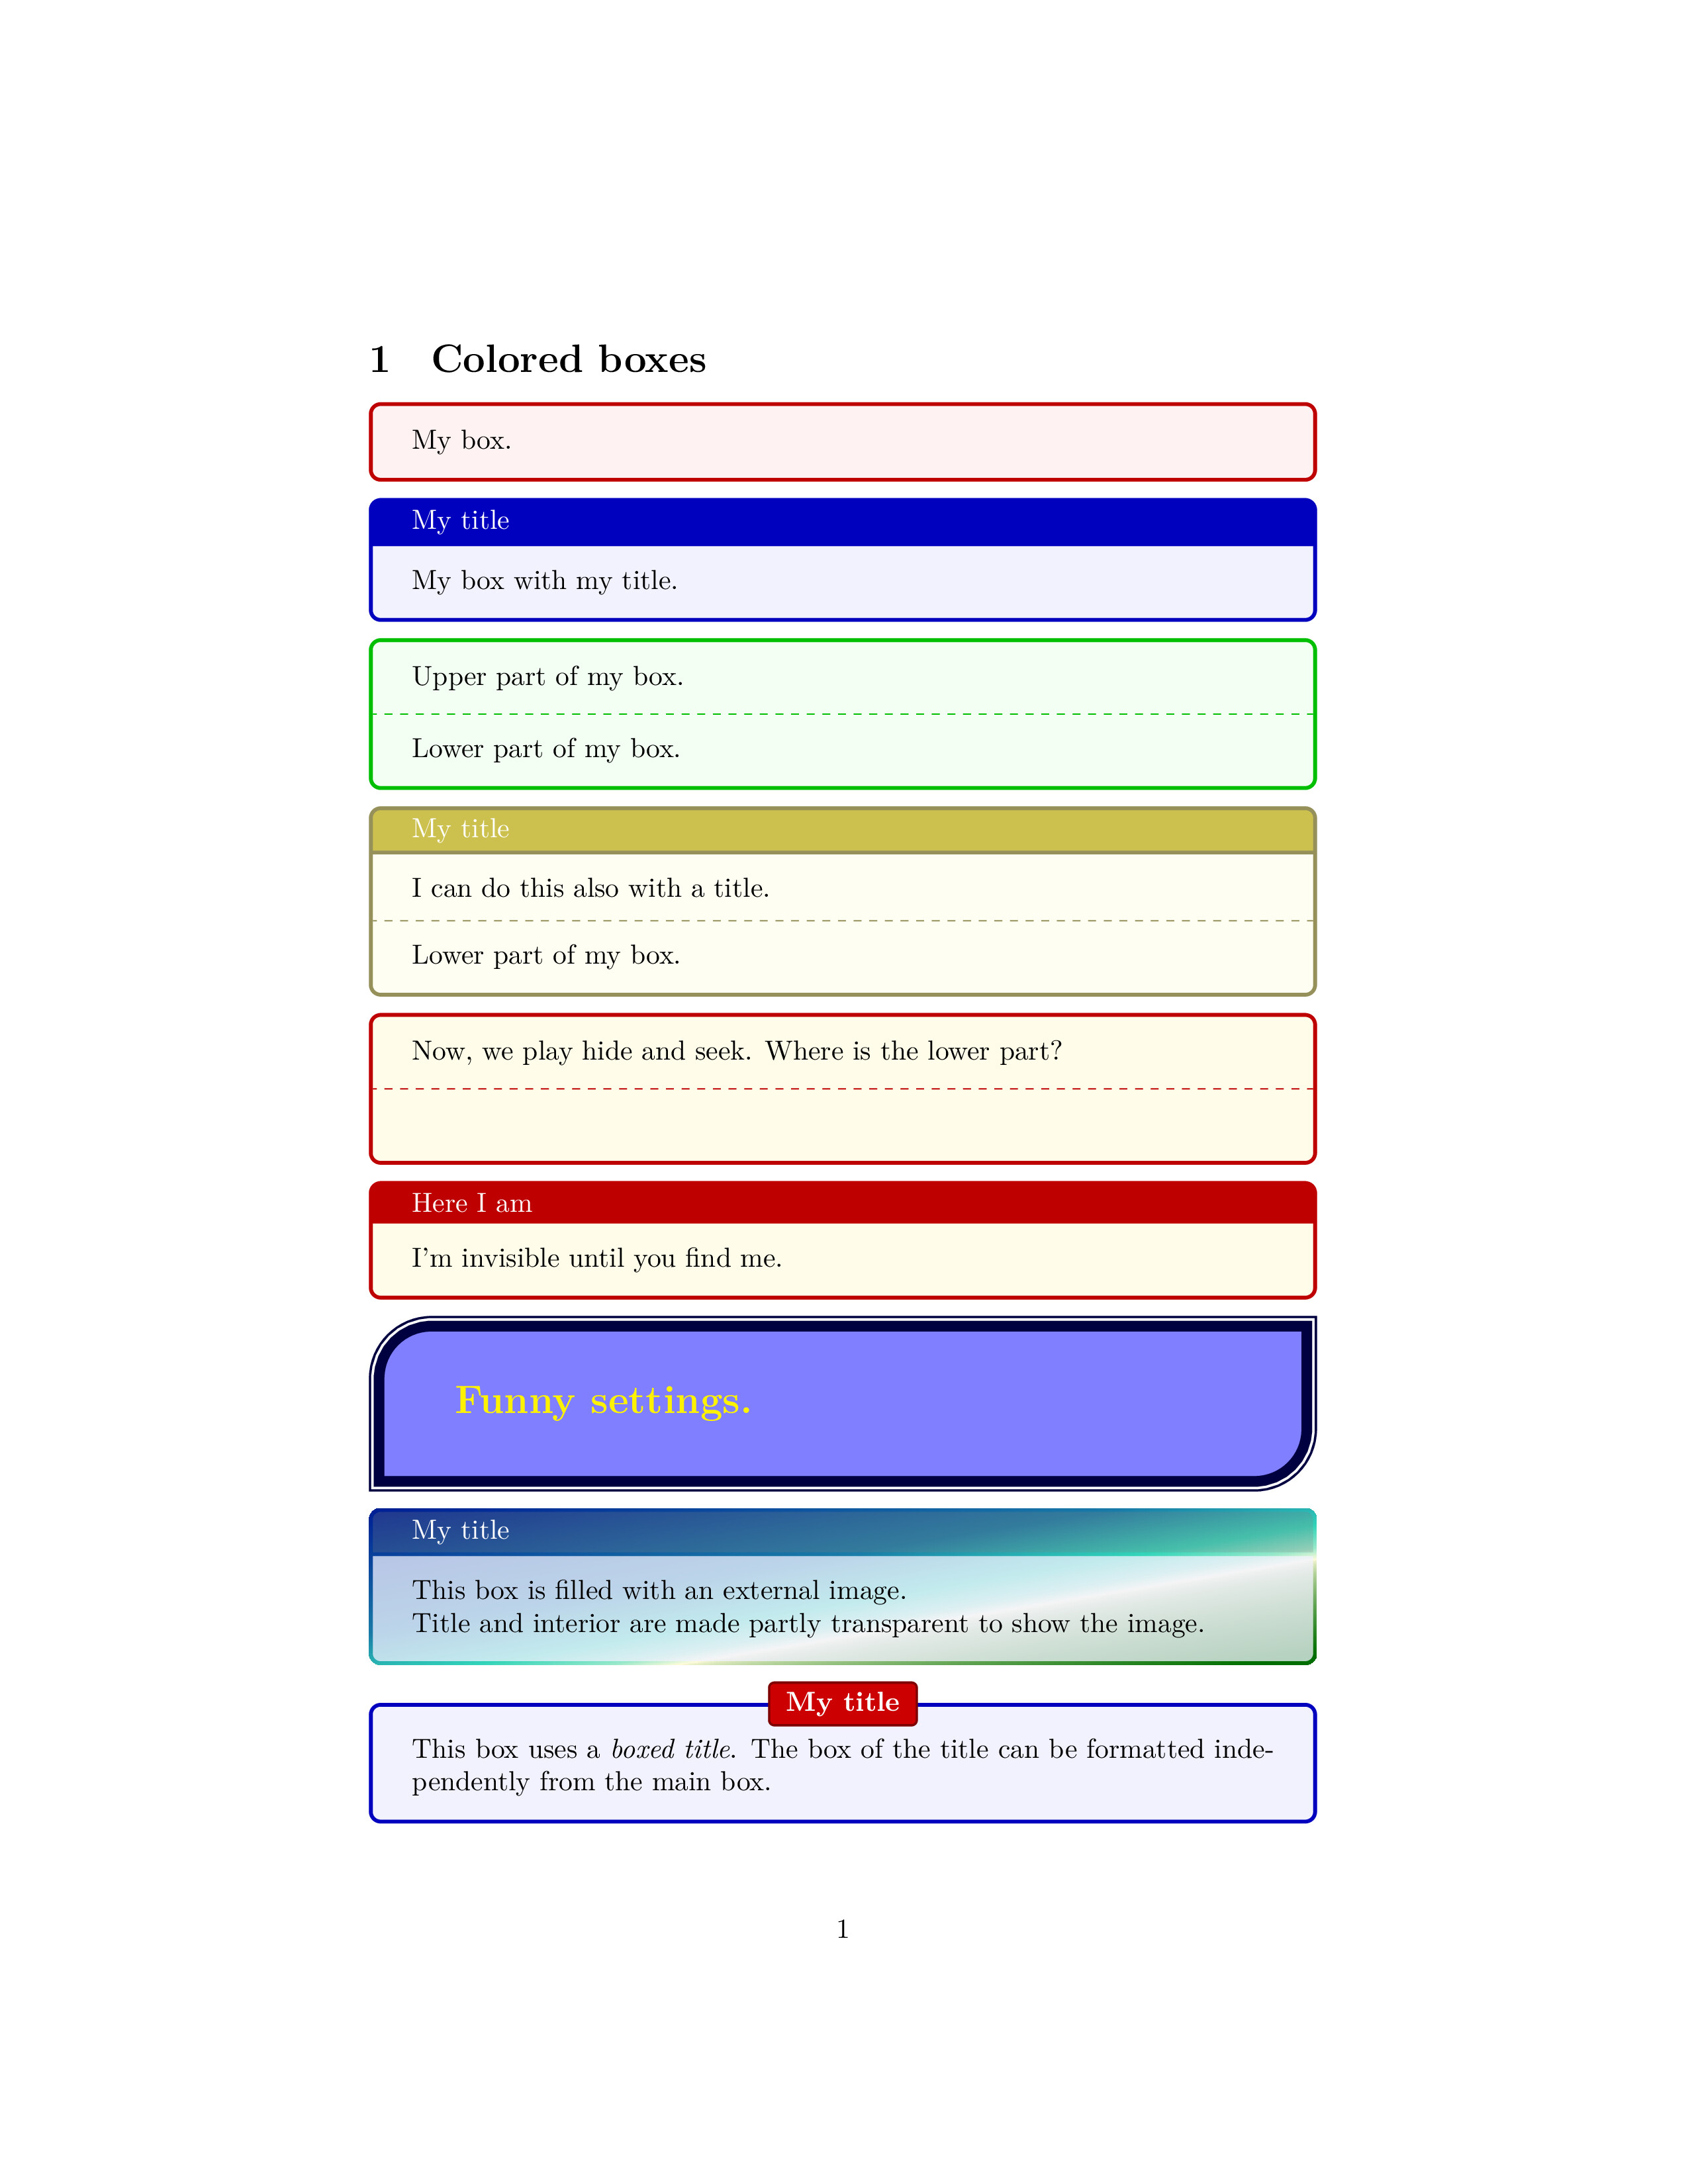 1 Colored boxes
My box.
My title
My box with my title.
Upper part of my box.
Lower part of my box.
My title
I can do this also with a title.
Lower part of my box.
Now, we play hide and seek. Where is the lower part?
Here I am
I'm invisible until you find me.
Funny settings.
My title
This box is filled with an external image.
Title and interior are made partly transparent to show the image.
My title
This box uses a boxed title. The box of the title can be formatted inde-
pendently from the main box.
1